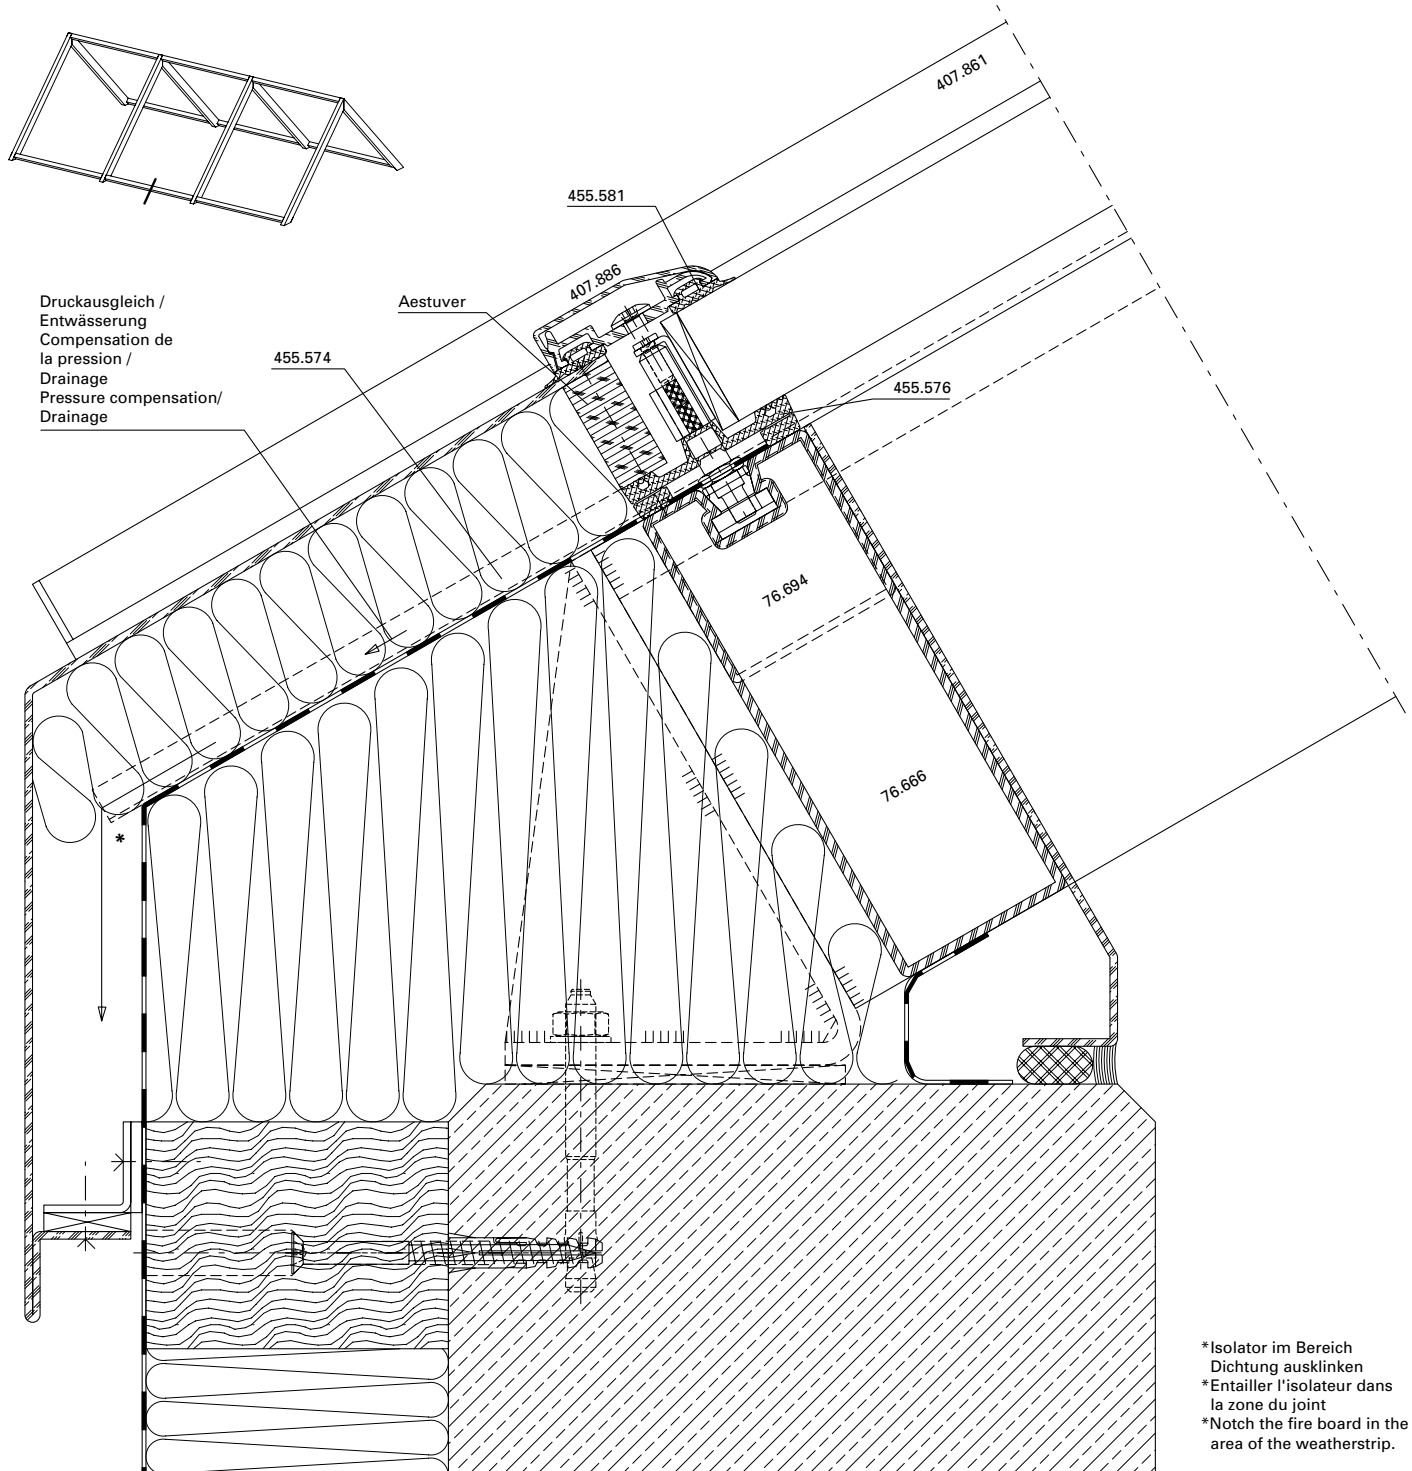 407.861
455.581
407.886
Druckausgleich /
Entwässerung
Compensation de
la pression /
Drainage
Pressure compensation/
Drainage
Aestuver
455.574
455.576
76.694
76.666
*
*Isolator im Bereich
Dichtung ausklinken
*Entailler l'isolateur dans
la zone du joint
*Notch the fire board in the
area of the weatherstrip.